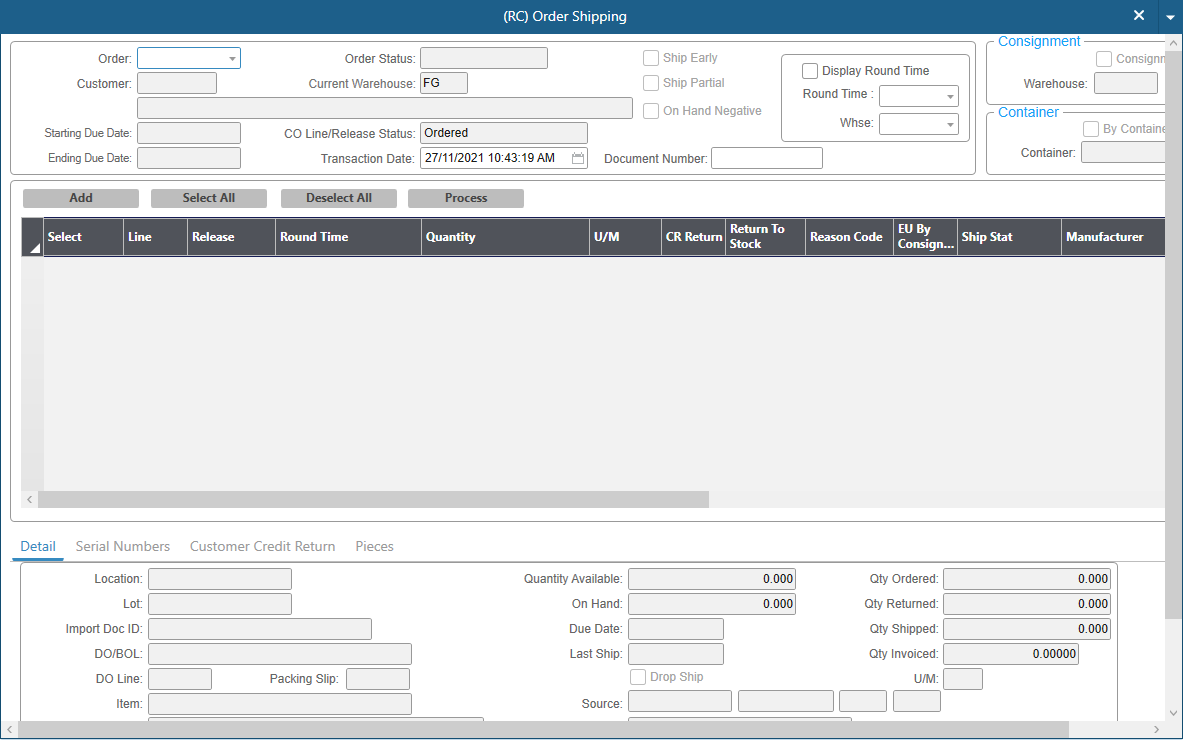 (RC) Order Shipping
Order:
Order Status:
Ship Early
Customer:
Current Warehouse: FG
Ship Partial
On Hand Negative
Starting Due Date:
CO Line/Release Status: Ordered
Ending Due Date:
Transaction Date: 27/11/2021 10:43:19 AM
Document Number:
Display Round Time
Round Time :
Whse:
Consignment
Consignm
Warehouse:
Container
By Containe
Container:
Add Select All Deselect All Process
Select Line Release Round Time Quantity U/M CR Return Return To Stock Reason Code EU By Consign... Ship Stat Manufacturer
Detail Serial Numbers Customer Credit Return Pieces
Location:
Quantity Available: 0.000
Qty Ordered: 0.000
Lot:
On Hand: 0.000
Qty Returned: 0.000
Import Doc ID:
Due Date:
Qty Shipped: 0.000
DO/BOL:
Last Ship:
Qty Invoiced: 0.00000
DO Line:
Packing Slip:
Drop Ship
U/M:
Item:
Source: